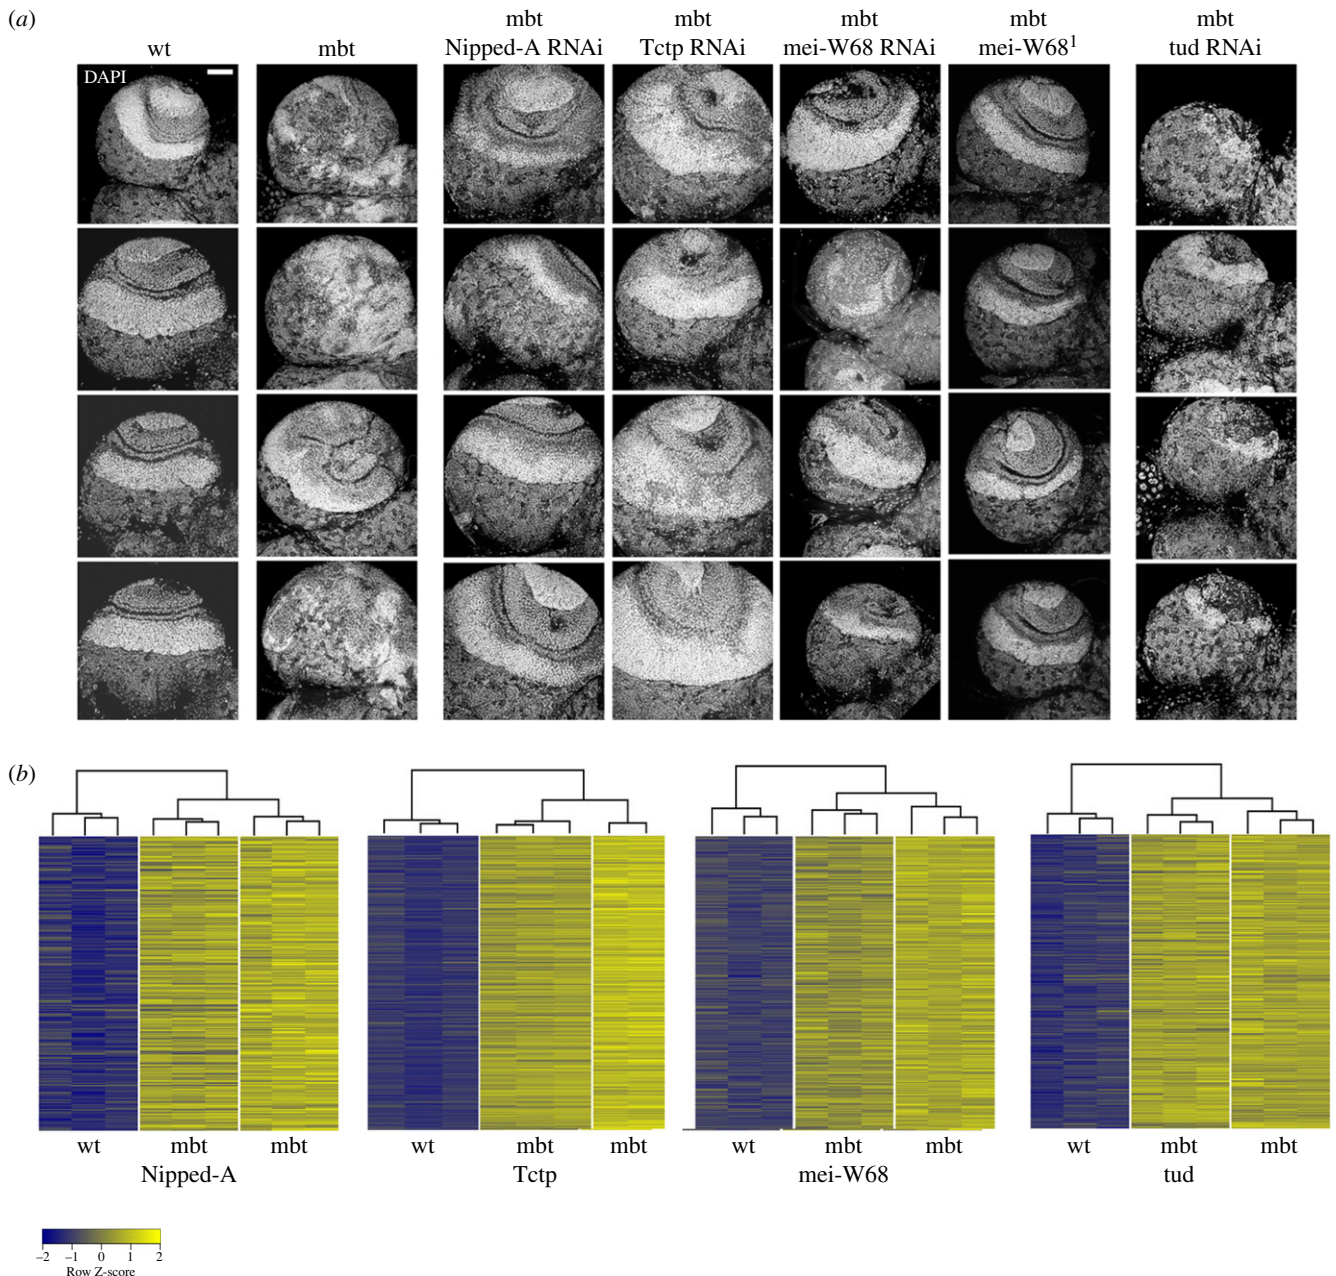 (a)
wt
mbt
mbt
Nipped-A RNAi
mbt
Tctp RNAi
mbt
mei-W68 RNAi
mbt
mei-W68¹
mbt
tud RNAi
DAPI
(b)
wt
mbt
Nipped-A
mbt
wt
mbt
Tctp
mbt
wt
mbt
mei-W68
mbt
wt
mbt
tud
mbt
–2 –1 0 1 2
Row Z-score